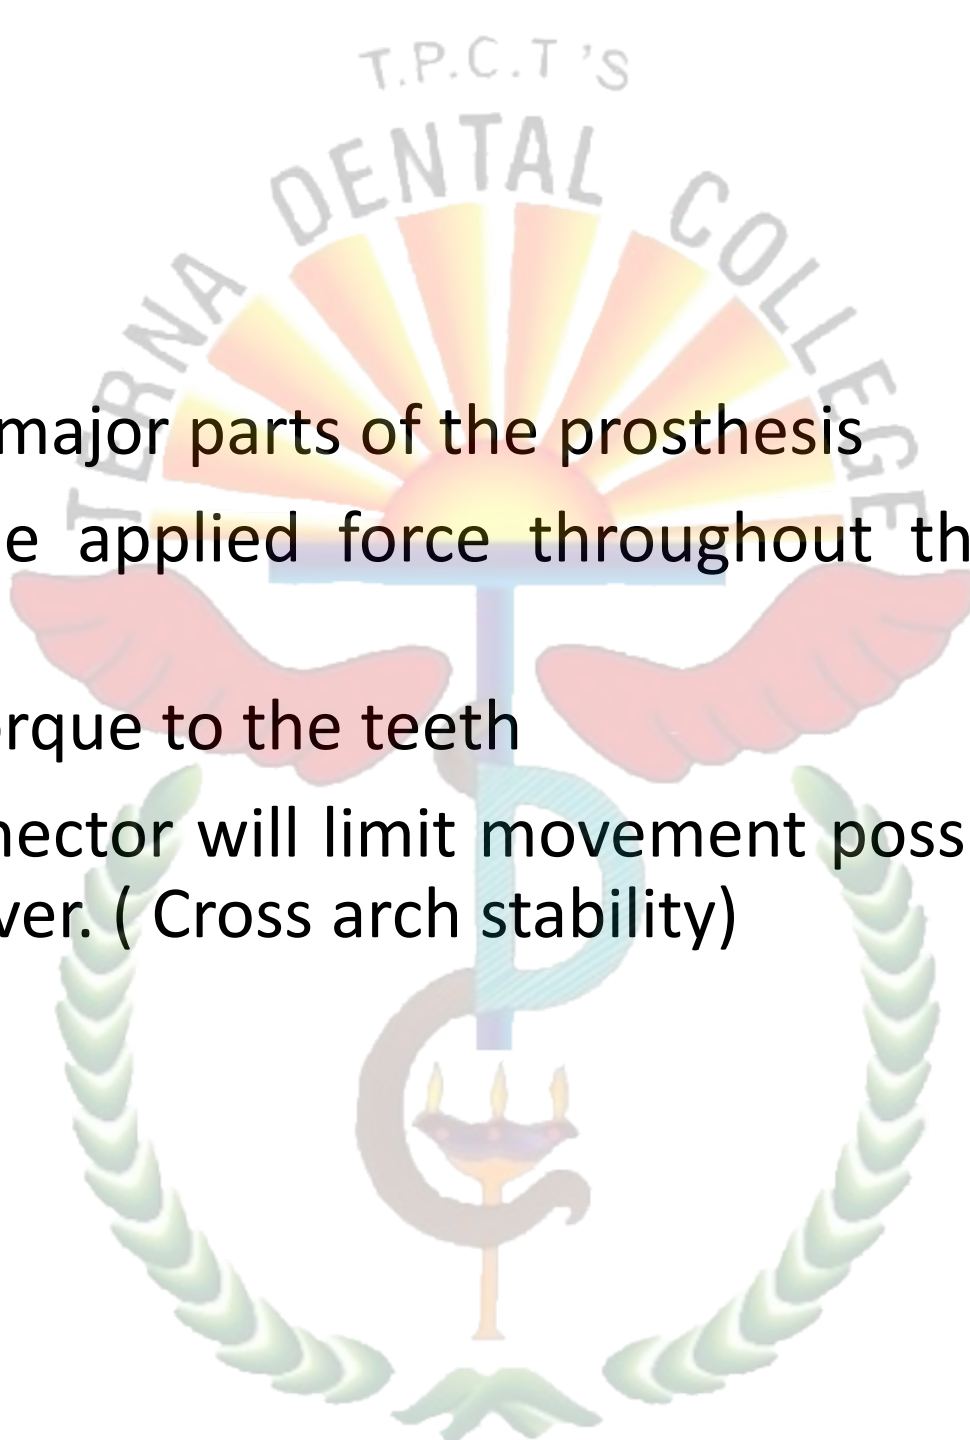 T.P.C.T'S
TERNA DENTAL COLLEGE
major parts of the prosthesis
e applied force throughout th
rque to the teeth
nector will limit movement poss
ver. ( Cross arch stability)